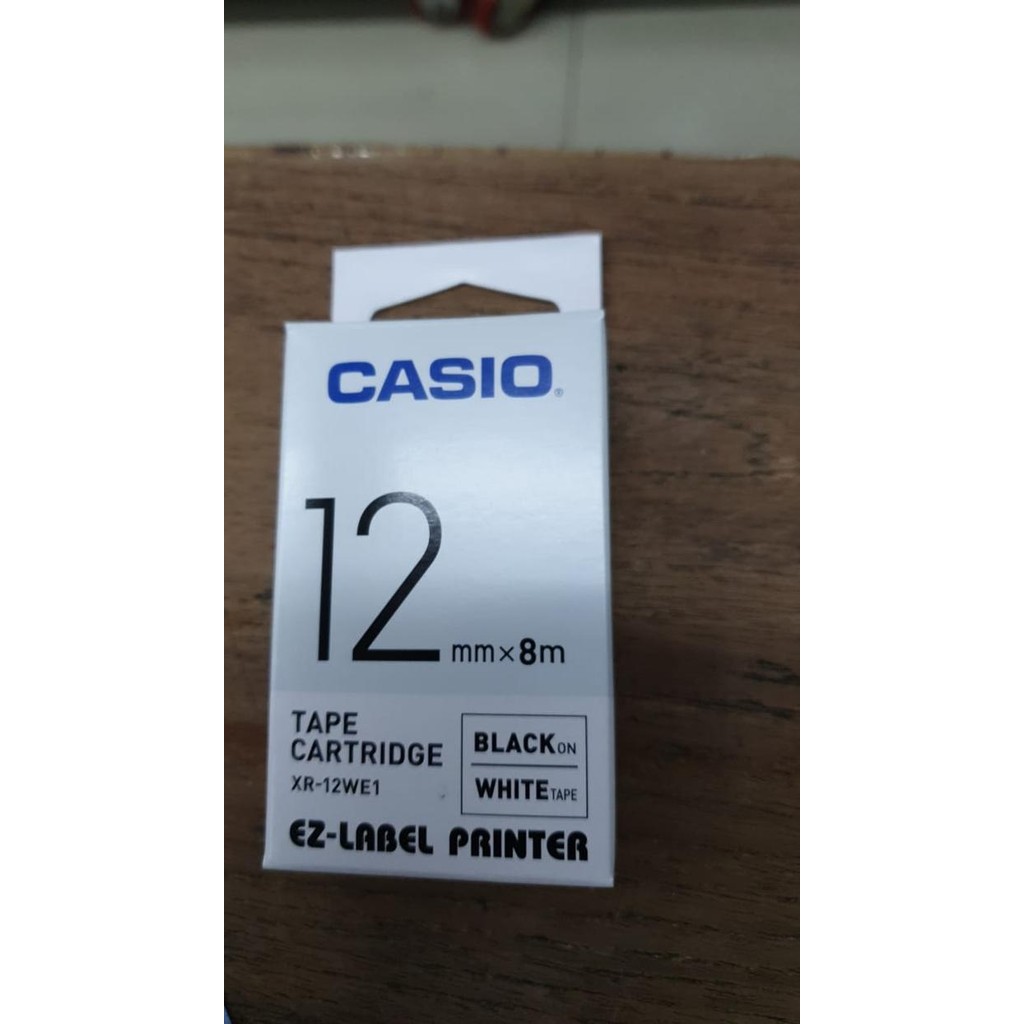 CASIO®
12 mm×8m
TAPE
CARTRIDGE
XR-12WE1
BLACK ON
WHITE TAPE
EZ-LABEL PRINTER